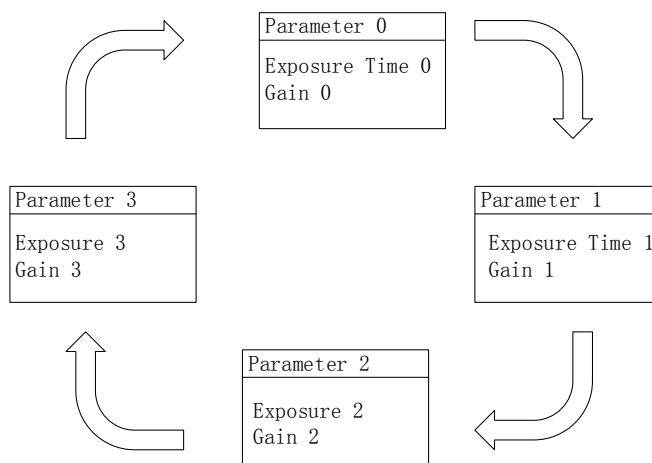 Parameter 0
Exposure Time 0
Gain 0
Parameter 3
Exposure 3
Gain 3
Parameter 1
Exposure Time 1
Gain 1
Parameter 2
Exposure 2
Gain 2